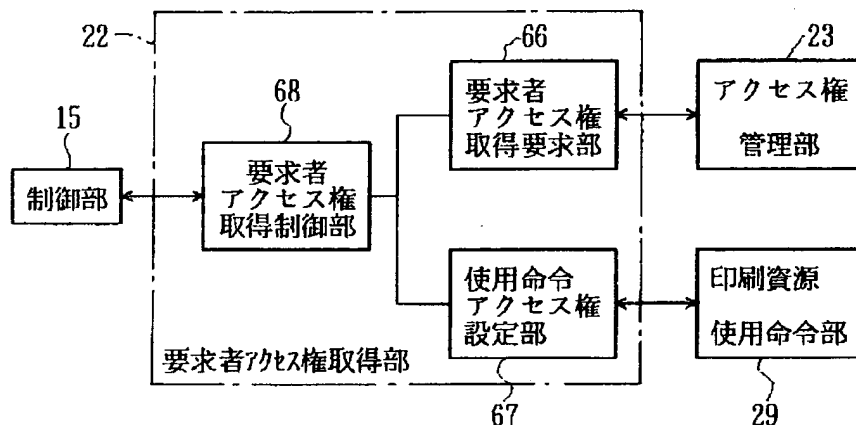 22
66
23
15
68
要求者
アクセス権
取得要求部
アクセス権
管理部
制御部
要求者
アクセス権
取得制御部
使用命令
アクセス権
設定部
印刷資源
使用命令部
要求者アクセス権取得部
67
29